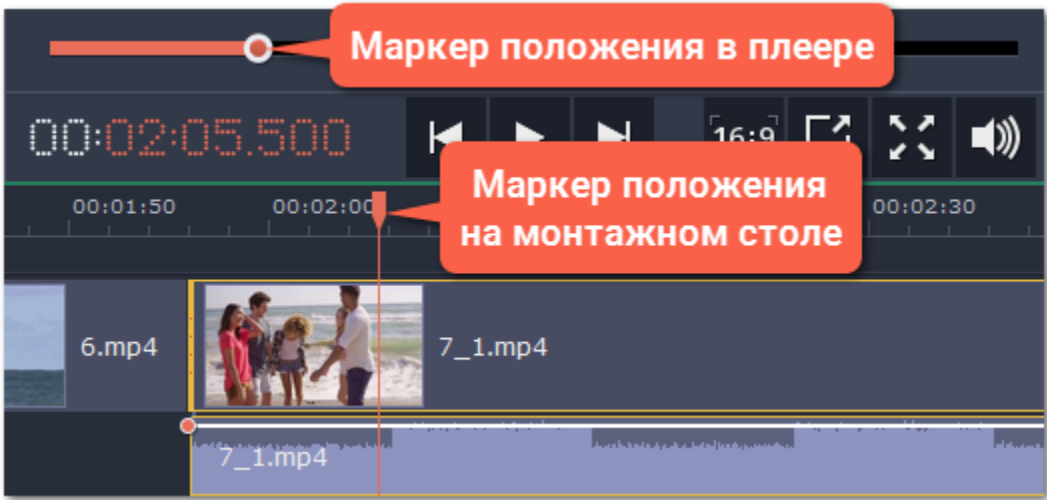 Маркер положения в плеере
00:02:05.500
16:9
Маркер положения
на монтажном столе
00:01:50
00:02:00
00:02:30
6.mp4
7_1.mp4
7_1.mp4